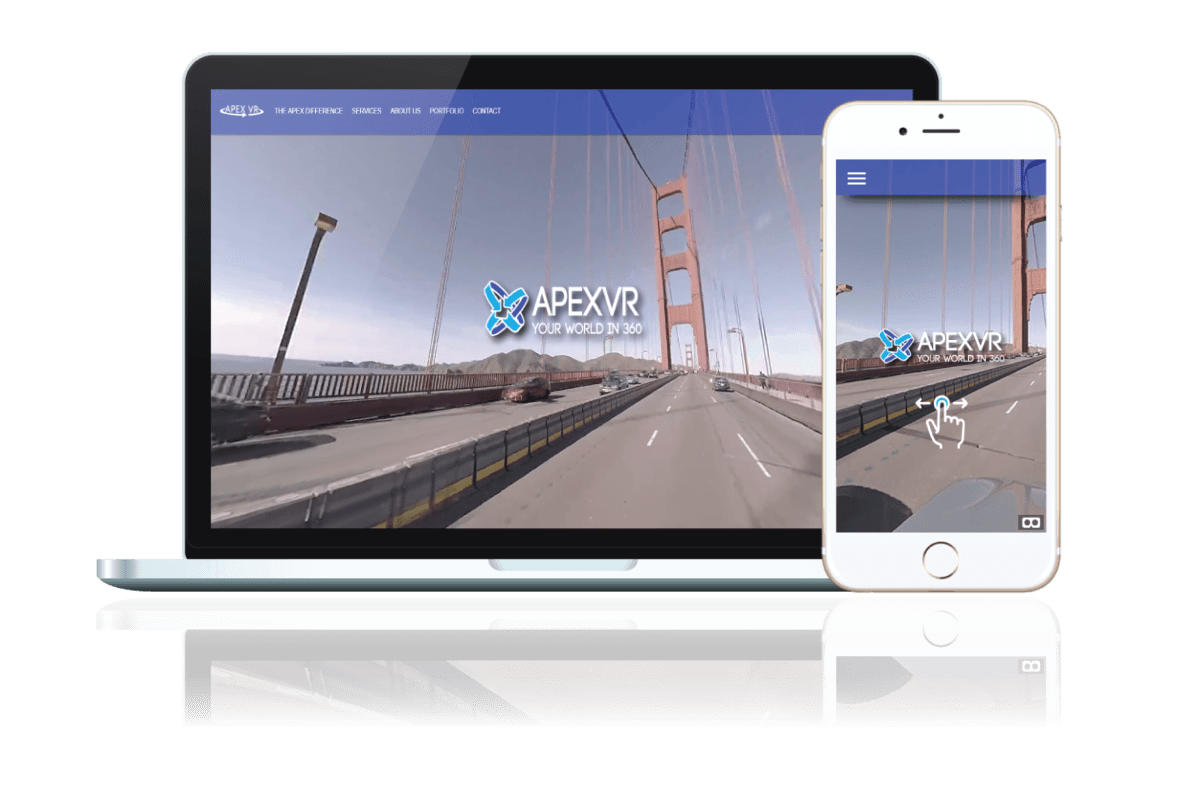 APEX VR THE APEX DIFFERENCE SERVICES ABOUT US PORTFOLIO CONTACT
APEXVR
YOUR WORLD IN 360
APEXVR
YOUR WORLD IN 360